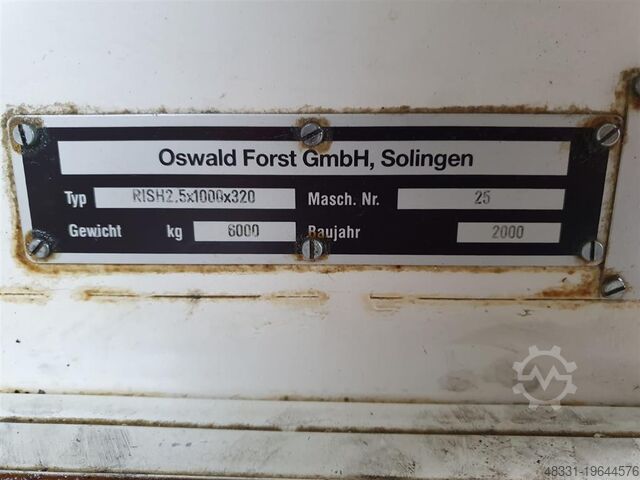 Oswald Forst GmbH, Solingen
Typ RISH2.5x1000x320 Masch. Nr. 25
Gewicht kg 6000 Baujahr 2000
48331-19644576